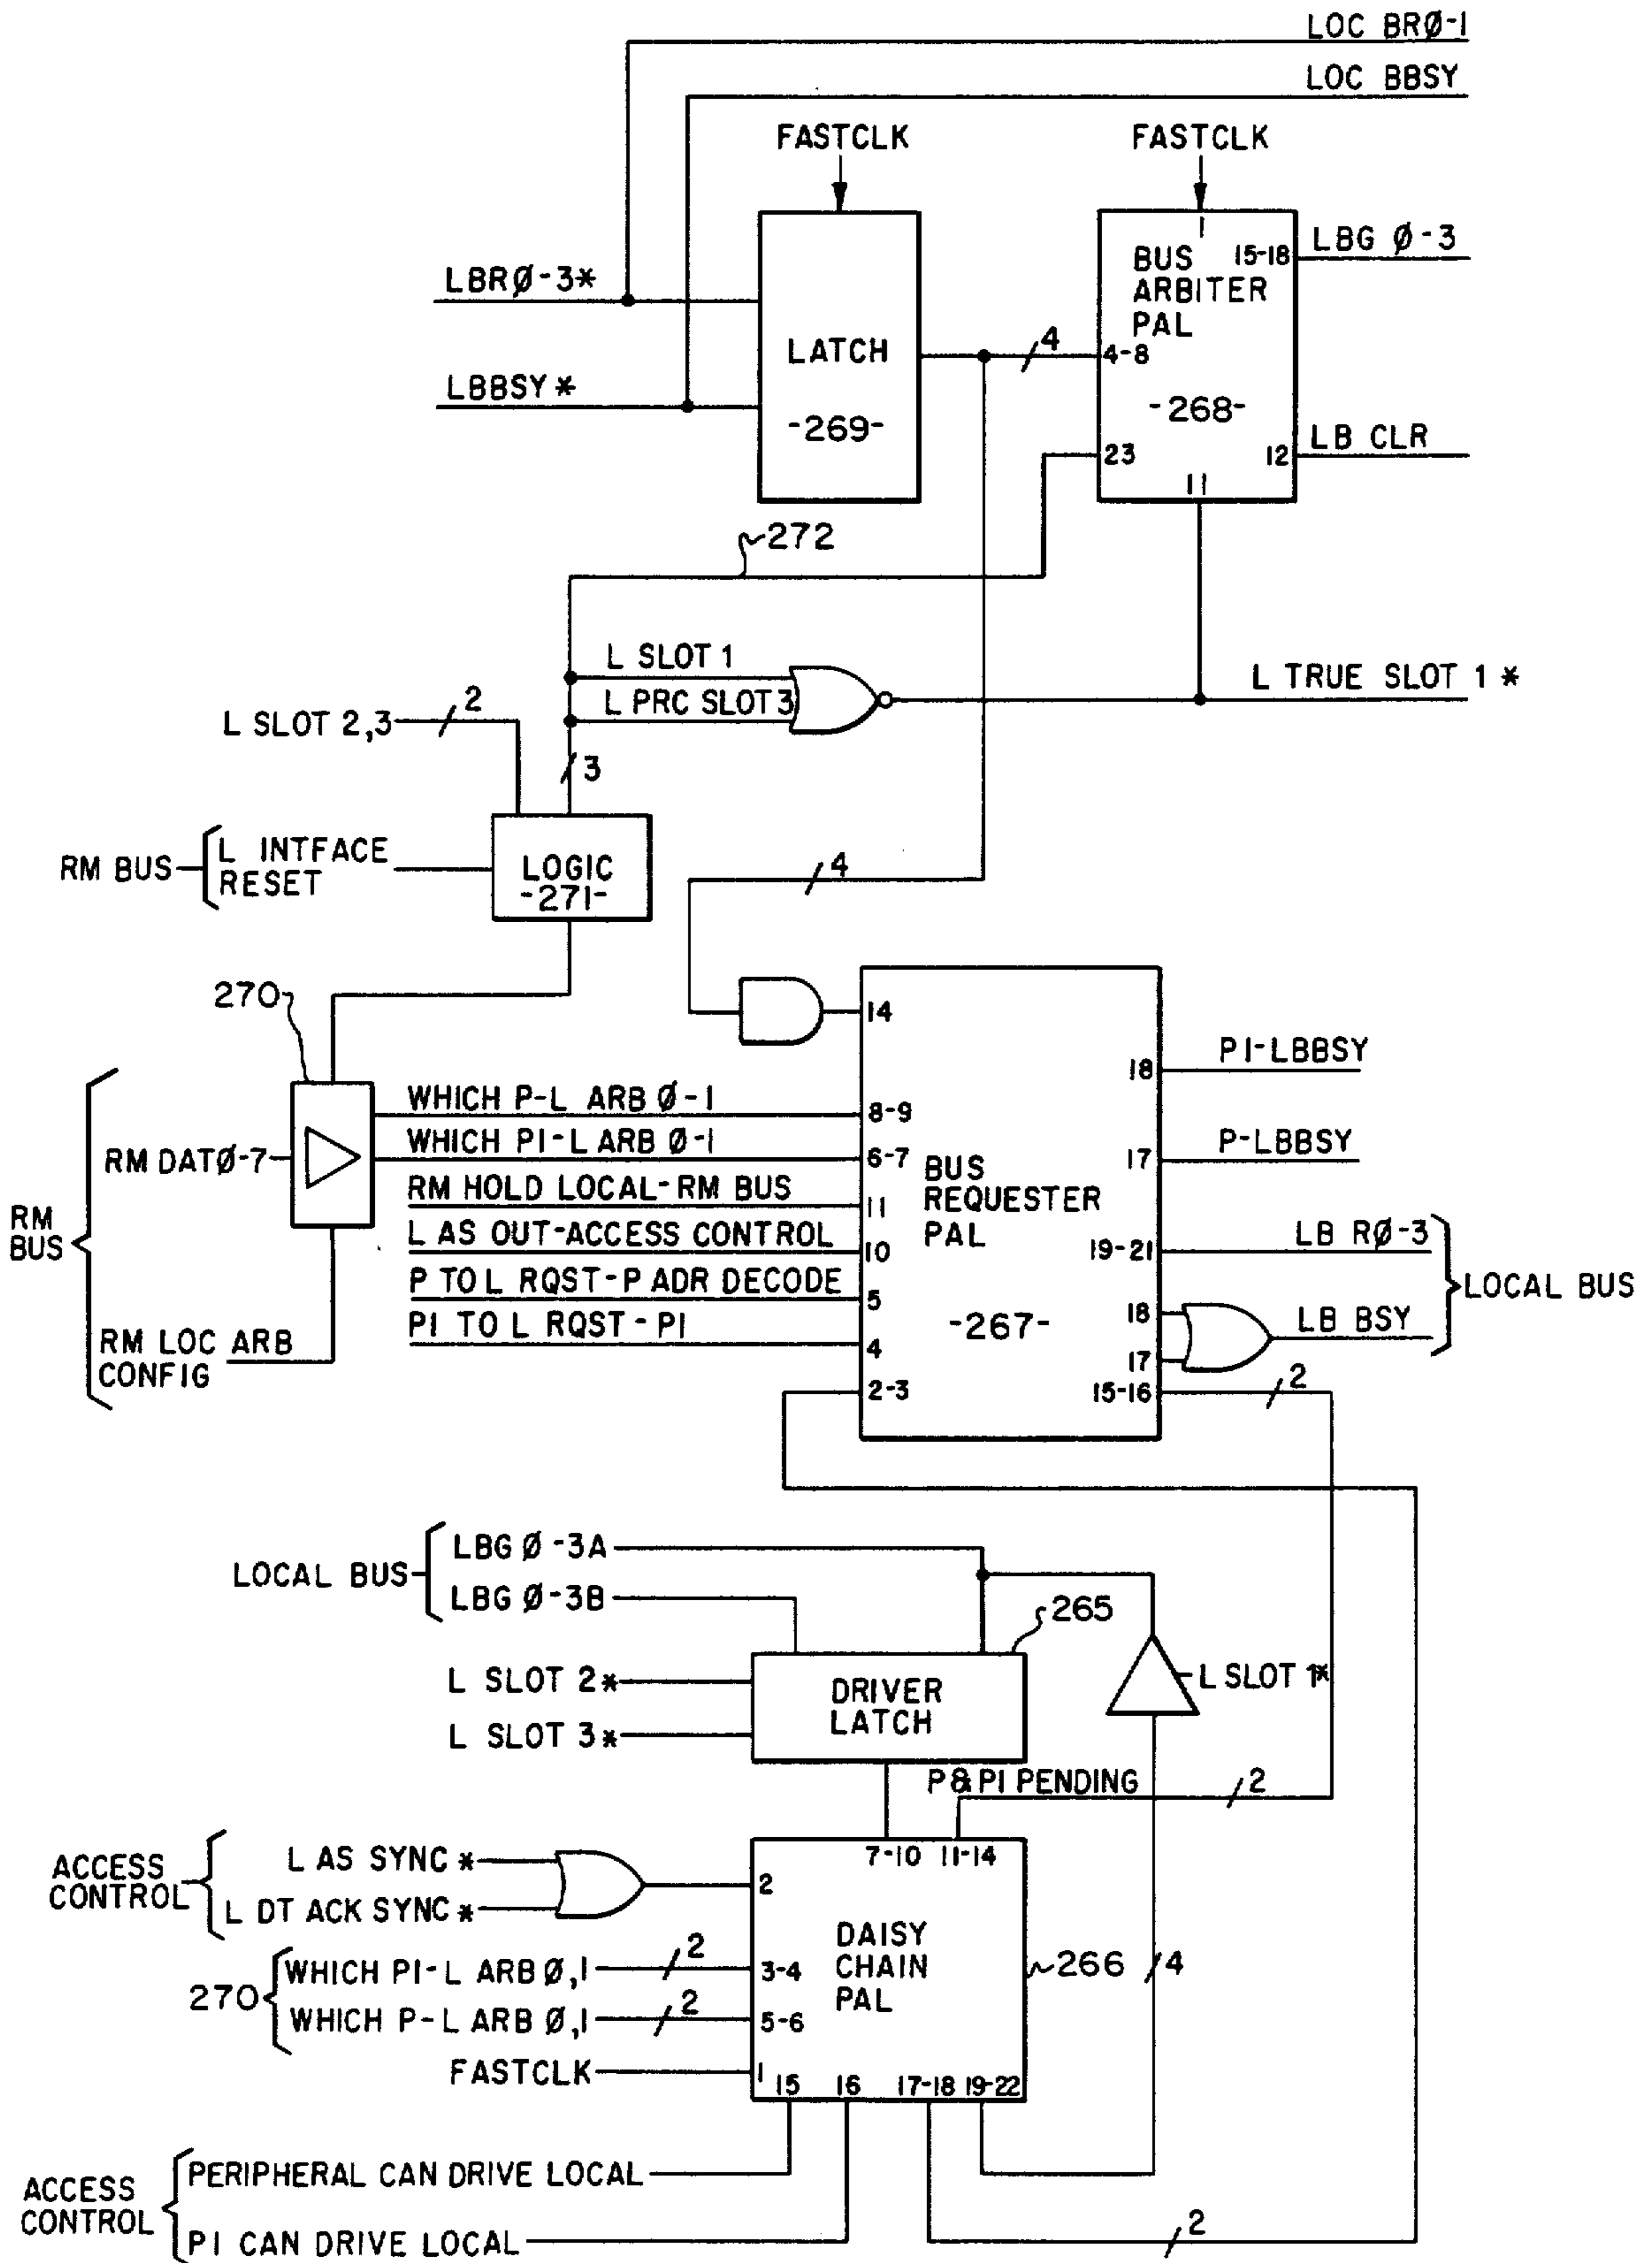 LOC BRØ-1
LOC BBSY
FASTCLK
FASTCLK
LBRØ-3*
LBBSY*
LATCH
-269-
4
1
BUS
ARBITER
PAL
-268-
15-18
4-8
23
12
11
LBG Ø-3
LB CLR
272
L SLOT 1
L PRC SLOT 3
L TRUE SLOT 1 *
L SLOT 2,3
2
3
RM BUS
L INTFACE
RESET
LOGIC
-271-
4
270
14
RM
BUS
RM DATØ-7
RM LOC ARB
CONFIG
WHICH P-L ARB Ø-1
WHICH PI-L ARB Ø-1
RM HOLD LOCAL-RM BUS
L AS OUT-ACCESS CONTROL
P TO L RQST-P ADR DECODE
PI TO L RQST-PI
8-9
6-7
11
10
5
4
2-3
BUS
REQUESTER
PAL
-267-
18
17
19-21
18
17
15-16
PI-LBBSY
P-LBBSY
LB RØ-3
LB BSY
LOCAL BUS
2
LOCAL BUS
LBG Ø-3A
LBG Ø-3B
265
L SLOT 2*
L SLOT 3*
DRIVER
LATCH
L SLOT 1*
P&PI PENDING
2
ACCESS
CONTROL
L AS SYNC *
L DT ACK SYNC *
7-10
11-14
2
DAISY
CHAIN
PAL
266
4
270
WHICH PI-L ARB Ø,1
2
3-4
WHICH P-L ARB Ø,1
2
5-6
FASTCLK
1
15
16
17-18
19-22
ACCESS
CONTROL
PERIPHERAL CAN DRIVE LOCAL
PI CAN DRIVE LOCAL
2